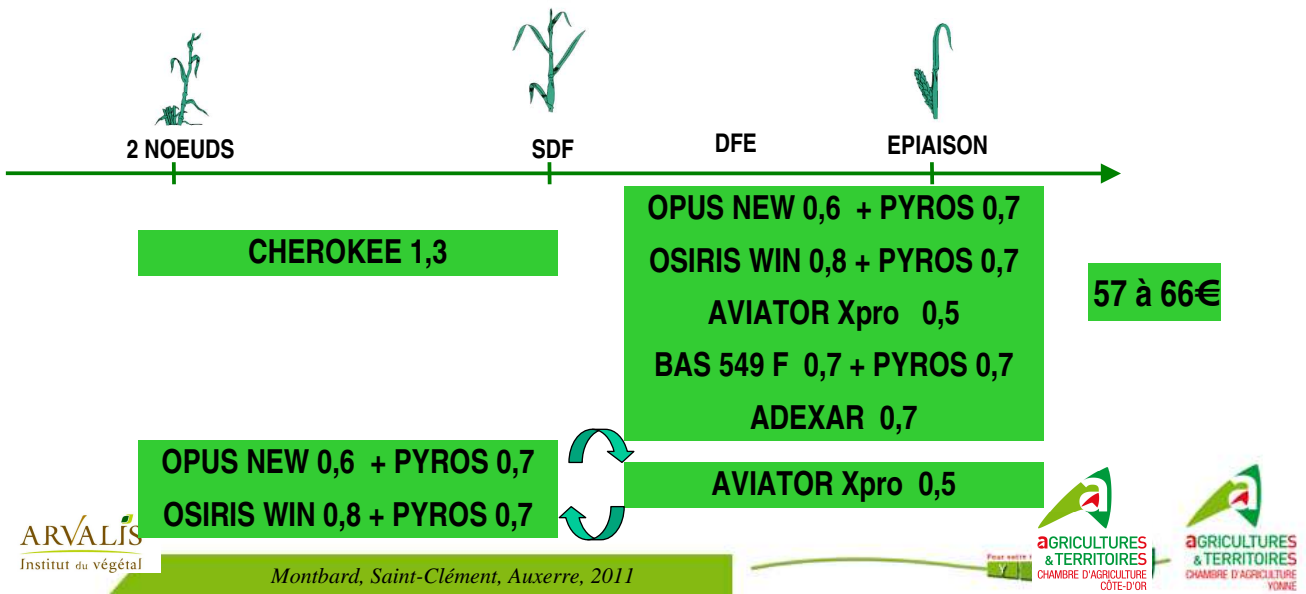 2 NOEUDS
SDF
DFE
EPIAISON
CHEROKEE 1,3
OPUS NEW 0,6 + PYROS 0,7
OSIRIS WIN 0,8 + PYROS 0,7
AVIATOR Xpro 0,5
BAS 549 F 0,7 + PYROS 0,7
ADEXAR 0,7
57 à 66€
OPUS NEW 0,6 + PYROS 0,7
OSIRIS WIN 0,8 + PYROS 0,7
AVIATOR Xpro 0,5
ARVALIS
Institut du végétal
Montbard, Saint-Clément, Auxerre, 2011
Y
AGRICULTURES
& TERRITOIRES
CHAMBRE D'AGRICULTURE
CÔTE-D'OR
AGRICULTURES
& TERRITOIRES
CHAMBRE D'AGRICULTURE
YONNE